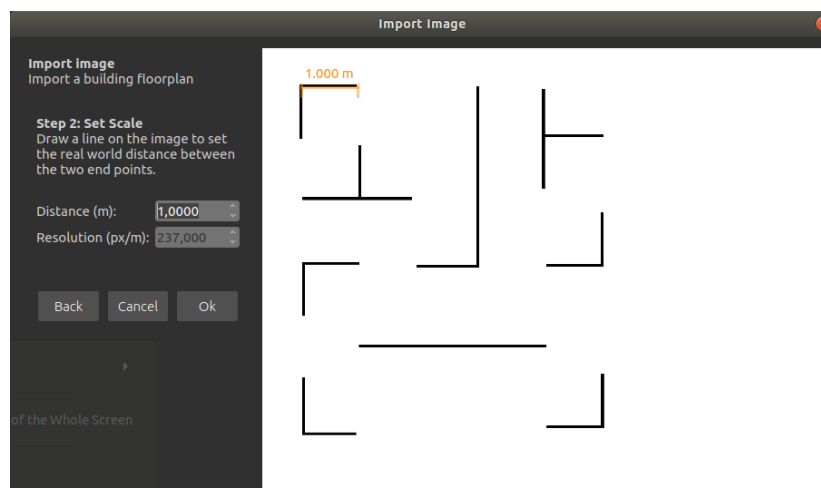 Import Image
Import image
Import a building floorplan
Step 2: Set Scale
Draw a line on the image to set
the real world distance between
the two end points.
Distance (m): 1,0000
Resolution (px/m): 237,000
Back Cancel Ok
of the Whole Screen
1.000 m